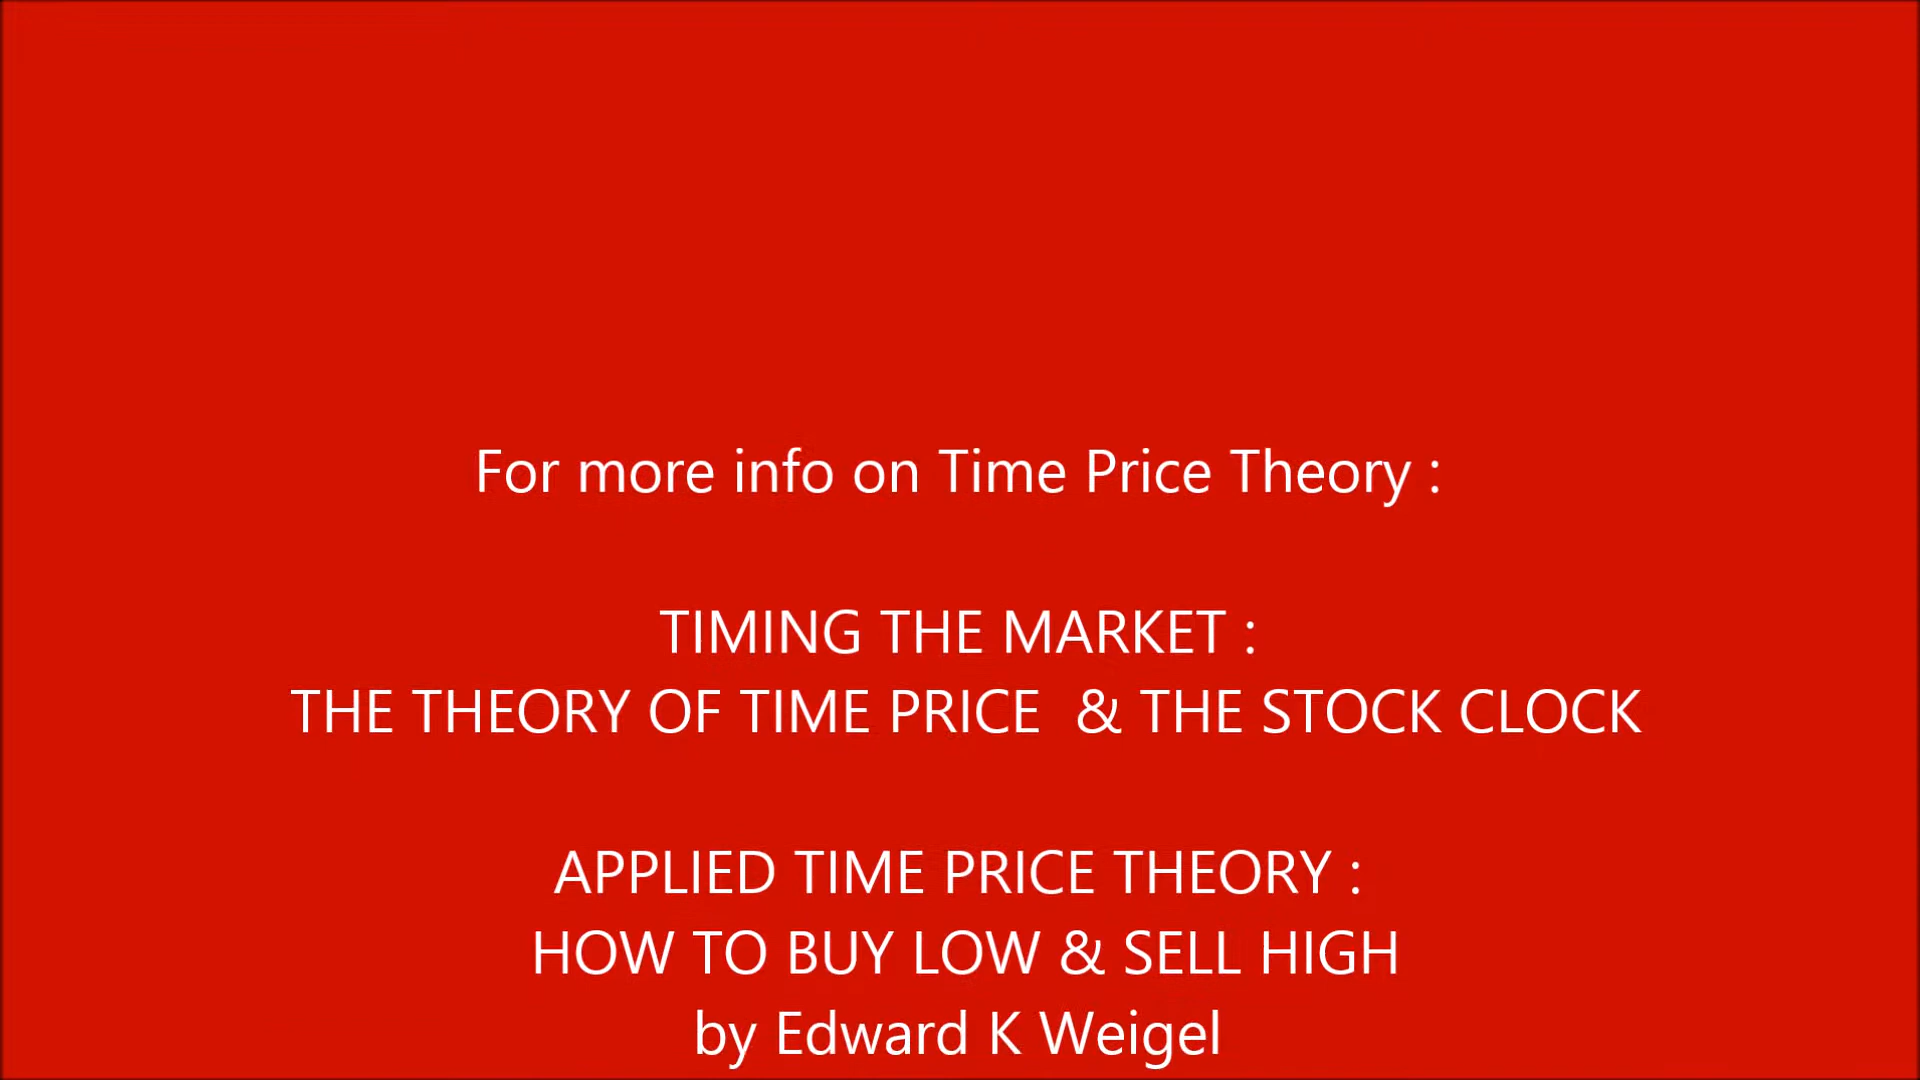 For more info on Time Price Theory :
TIMING THE MARKET :
THE THEORY OF TIME PRICE  & THE STOCK CLOCK
APPLIED TIME PRICE THEORY :
HOW TO BUY LOW & SELL HIGH
by Edward K Weigel